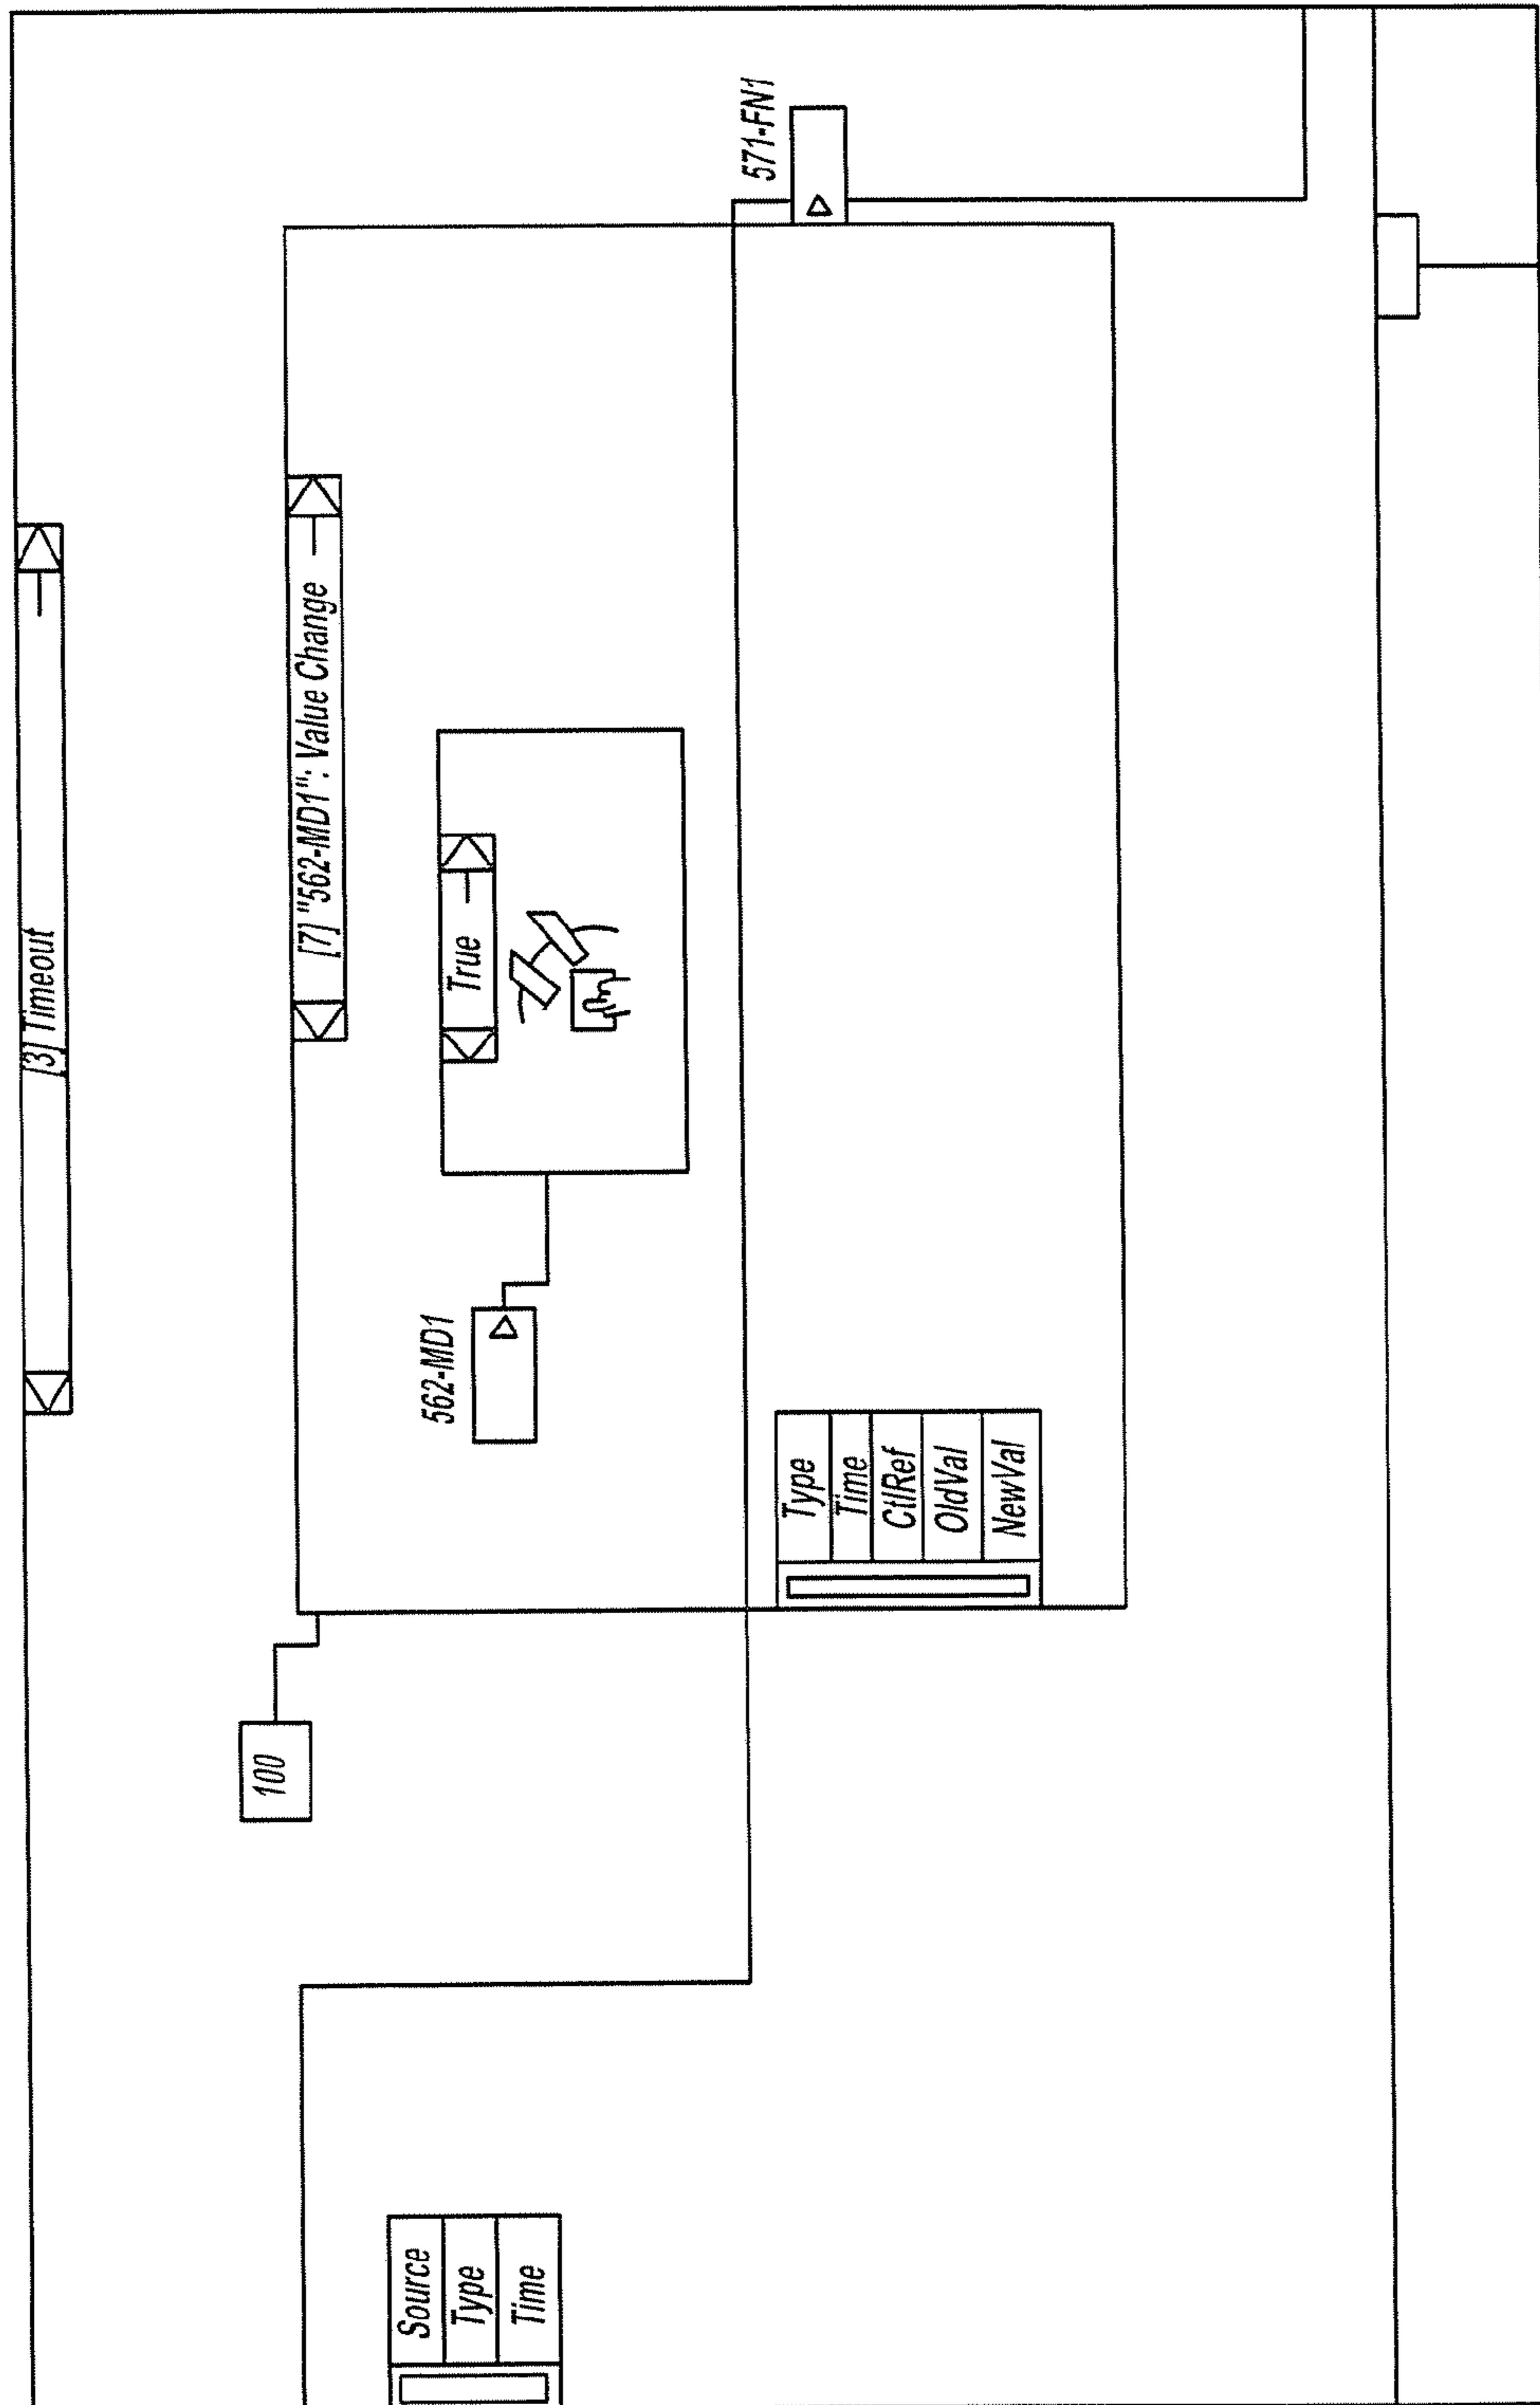 [3] Timeout
100
[7] "562-MD1": Value Change
562-MD1
True
571-FN1
Source
Type
Time
Type
Time
CtlRef
OldVal
NewVal